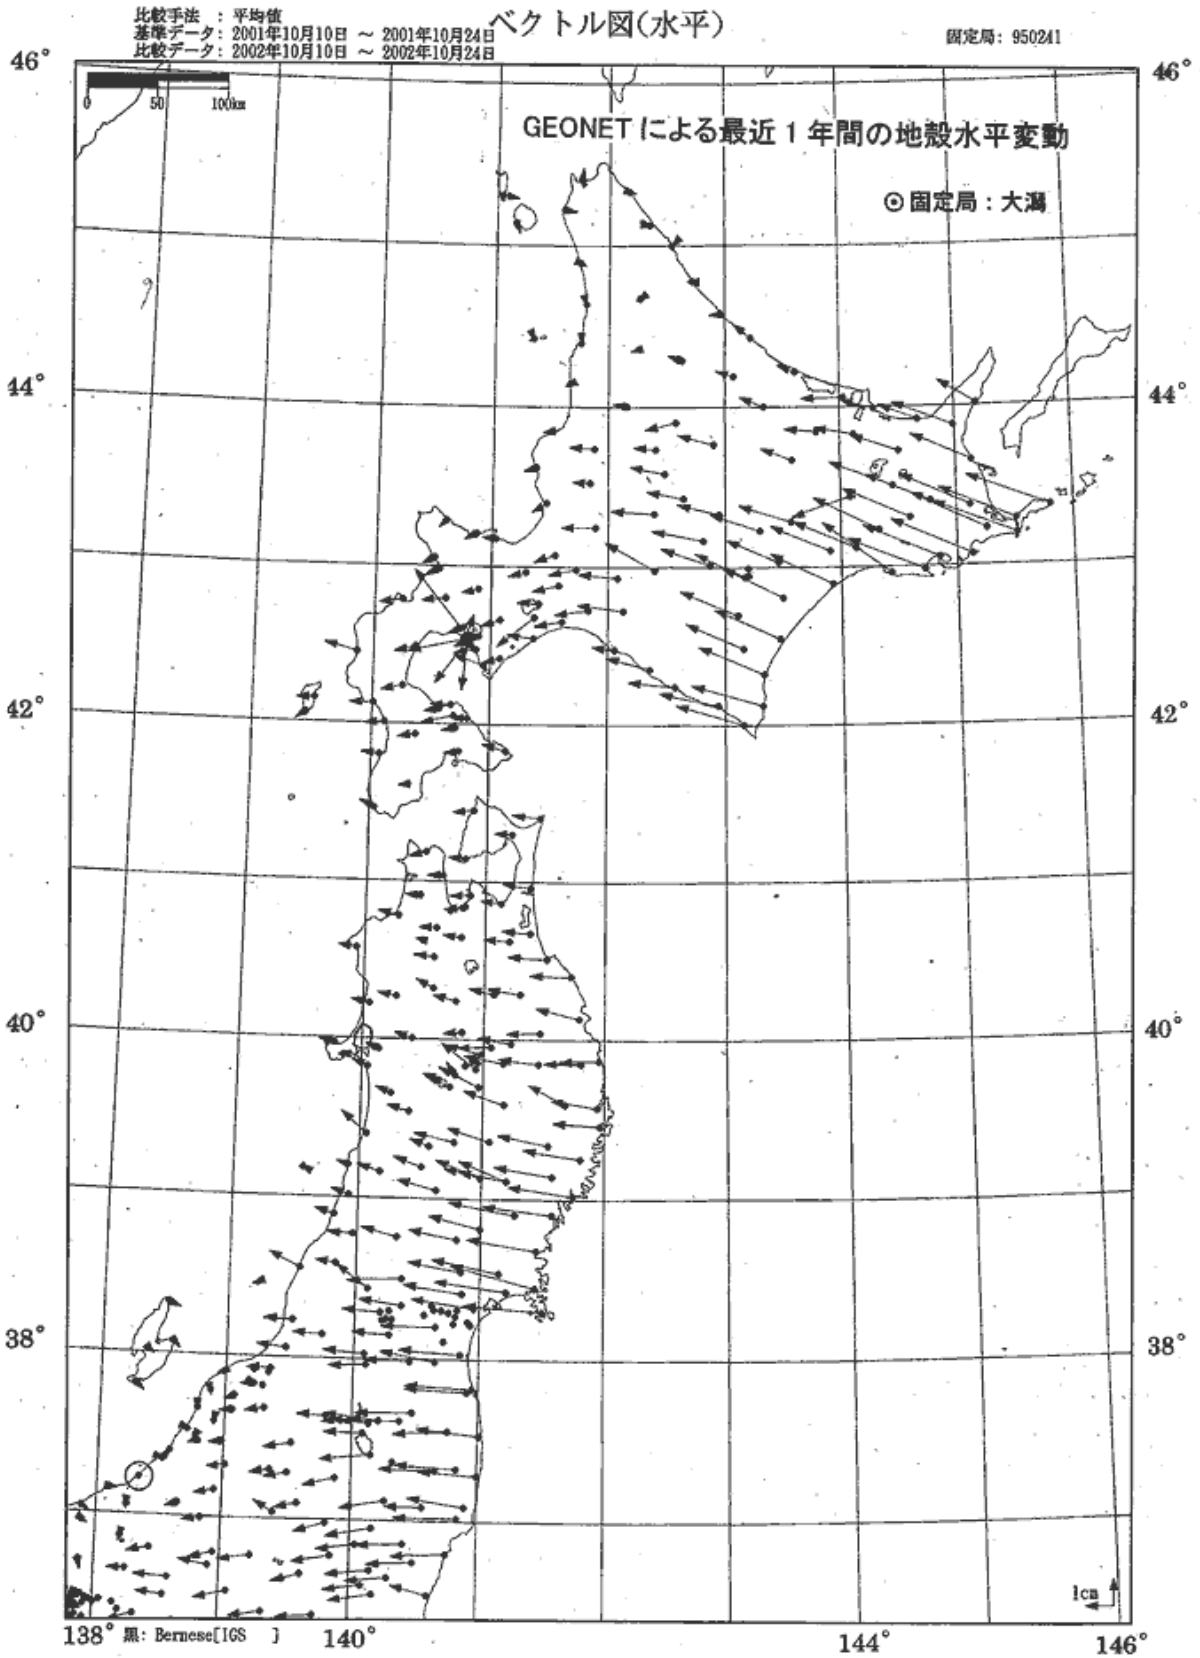 比較手法 : 平均値
基準データ: 2001年10月10日 ～ 2001年10月24日
比較データ: 2002年10月10日 ～ 2002年10月24日
ベクトル図(水平)
固定局: 950241
46°
46°
0 50 100km
GEONET による最近 1 年間の地殻水平変動
⊙ 固定局 : 大潟
44°
44°
42°
42°
40°
40°
38°
38°
1cm
138° 黒: Bernese[IGS ] 140° 144° 146°